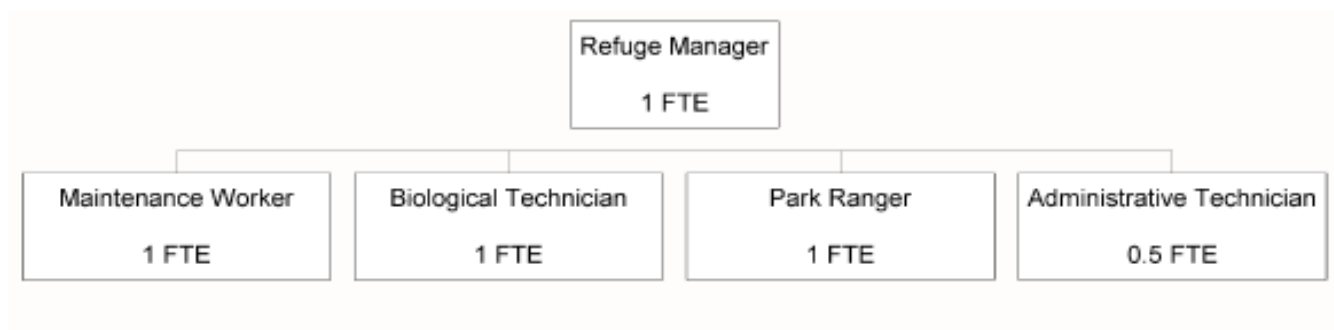 Refuge Manager
1 FTE
Maintenance Worker
1 FTE
Biological Technician
1 FTE
Park Ranger
1 FTE
Administrative Technician
0.5 FTE